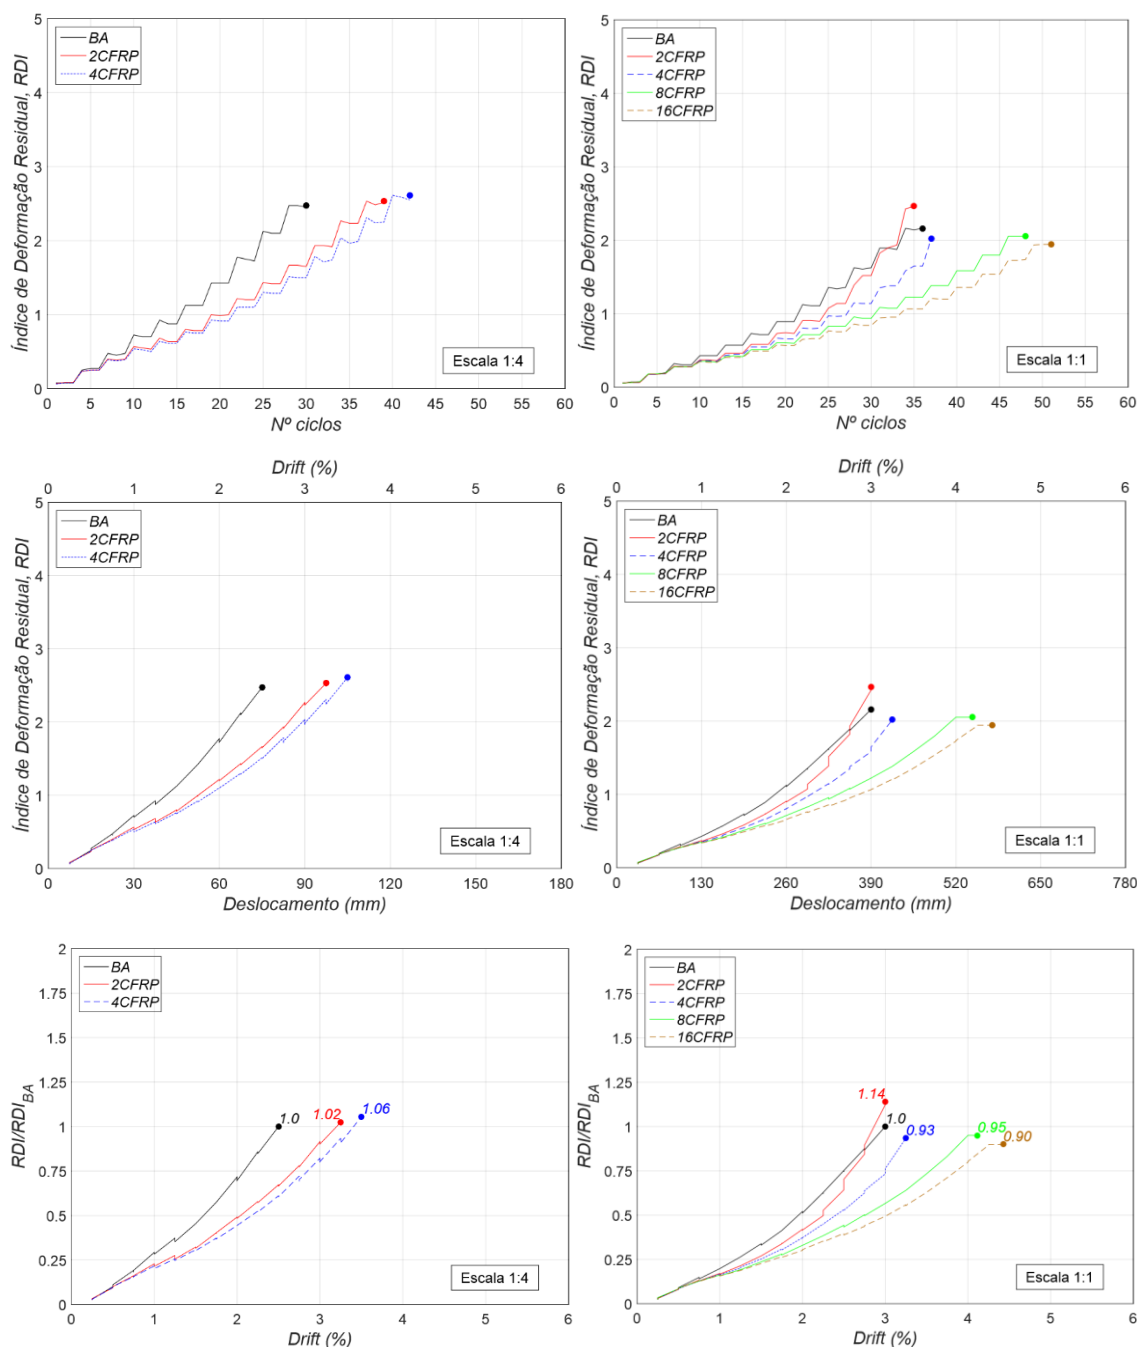 5
4
3
2
1
0
Índice de Deformação Residual, RDI
BA
2CFRP
4CFRP
Escala 1:4
0 5 10 15 20 25 30 35 40 45 50 55 60
Nº ciclos
5
4
3
2
1
0
Índice de Deformação Residual, RDI
BA
2CFRP
4CFRP
8CFRP
16CFRP
Escala 1:1
0 5 10 15 20 25 30 35 40 45 50 55 60
Nº ciclos
Drift (%)
0 1 2 3 4 5 6
5
4
3
2
1
0
Índice de Deformação Residual, RDI
BA
2CFRP
4CFRP
Escala 1:4
30 60 90 120 150 180
Deslocamento (mm)
Drift (%)
0 1 2 3 4 5 6
5
4
3
2
1
0
Índice de Deformação Residual, RDI
BA
2CFRP
4CFRP
8CFRP
16CFRP
Escala 1:1
0 130 260 390 520 650 780
Deslocamento (mm)
2
1.75
1.5
1.25
1
0.75
0.5
0.25
0
RDI/RDI_BA
BA
2CFRP
4CFRP
1.0
1.02
1.06
Escala 1:4
0 1 2 3 4 5 6
Drift (%)
2
1.75
1.5
1.25
1
0.75
0.5
0.25
0
RDI/RDI_BA
BA
2CFRP
4CFRP
8CFRP
16CFRP
1.14
1.0
0.93
0.95
0.90
Escala 1:1
0 1 2 3 4 5 6
Drift (%)